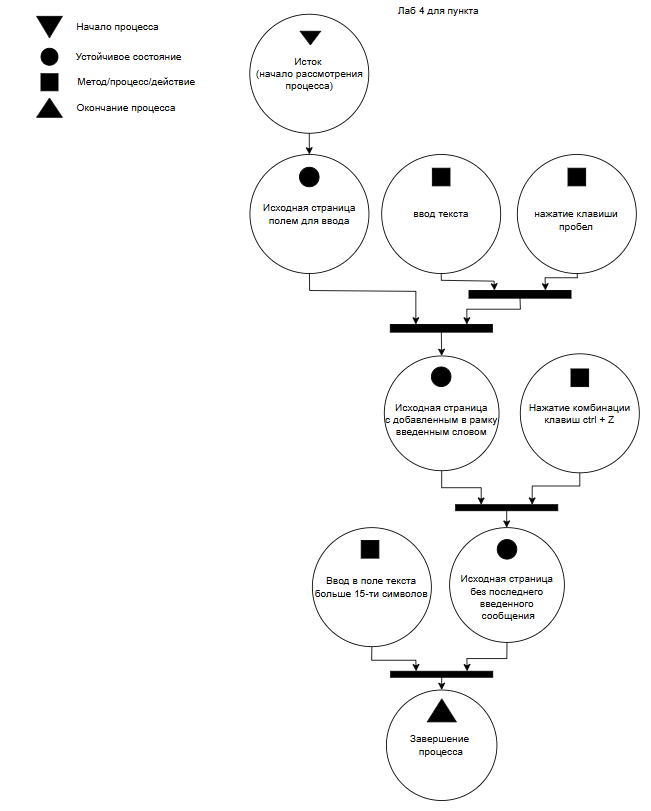 Лаб 4 для пункта
Начало процесса
Устойчивое состояние
Метод/процесс/действие
Окончание процесса
Исток
(начало рассмотрения
процесса)
Исходная страница
полем для ввода
ввод текста
нажатие клавиши
пробел
Исходная страница
с добавленным в рамку
введенным словом
Нажатие комбинации
клавиш ctrl + Z
Ввод в поле текста
больше 15-ти символов
Исходная страница
без последнего
введенного
сообщения
Завершение
процесса